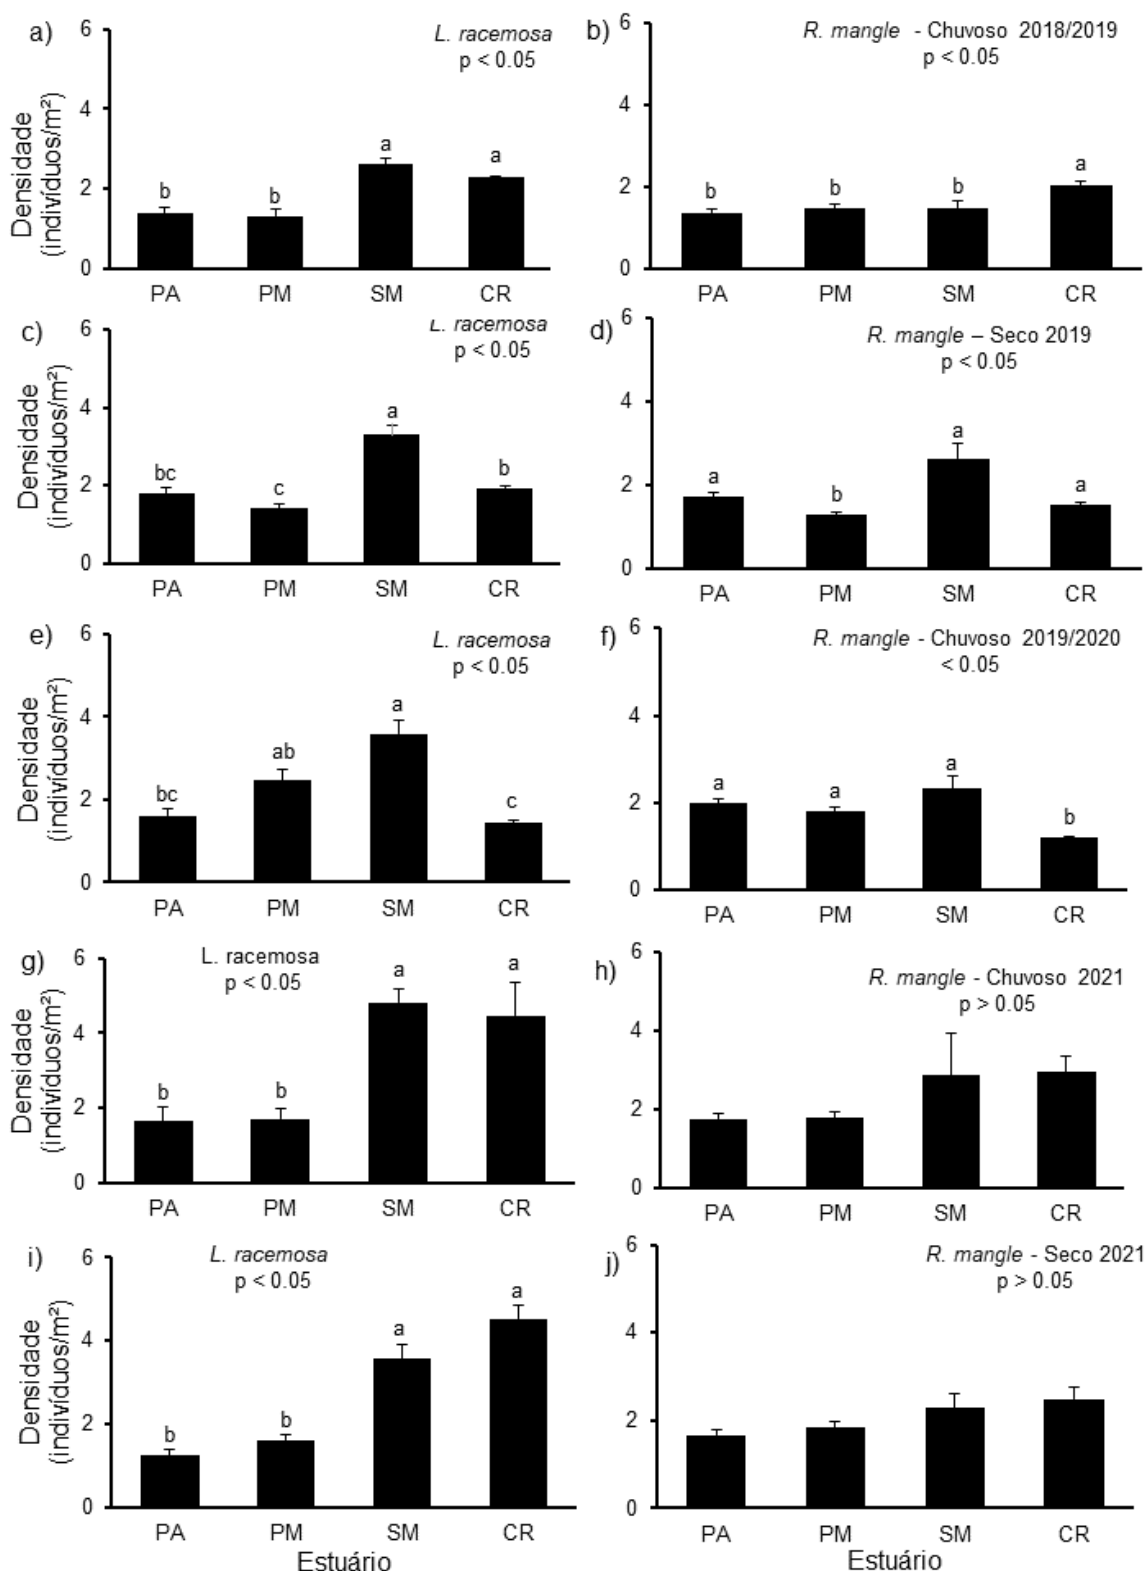 a)
L. racemosa
p < 0.05
Densidade
(indivíduos/m²)
6
4
2
0
b
b
a
a
PA PM SM CR
b)
R. mangle - Chuvoso 2018/2019
p < 0.05
6
4
2
0
b
b
b
a
PA PM SM CR
c)
L. racemosa
p < 0.05
Densidade
(indivíduos/m²)
6
4
2
0
bc
c
a
b
PA PM SM CR
d)
R. mangle – Seco 2019
p < 0.05
6
4
2
0
a
b
a
a
PA PM SM CR
e)
L. racemosa
p < 0.05
Densidade
(indivíduos/m²)
6
4
2
0
bc
ab
a
c
PA PM SM CR
f)
R. mangle - Chuvoso 2019/2020
< 0.05
6
4
2
0
a
a
a
b
PA PM SM CR
g)
L. racemosa
p < 0.05
Densidade
(indivíduos/m²)
6
4
2
0
b
b
a
a
PA PM SM CR
h)
R. mangle - Chuvoso 2021
p > 0.05
6
4
2
0
PA PM SM CR
i)
L. racemosa
p < 0.05
Densidade
(indivíduos/m²)
6
4
2
0
b
b
a
a
PA PM SM CR
Estuário
j)
R. mangle - Seco 2021
p > 0.05
6
4
2
0
PA PM SM CR
Estuário